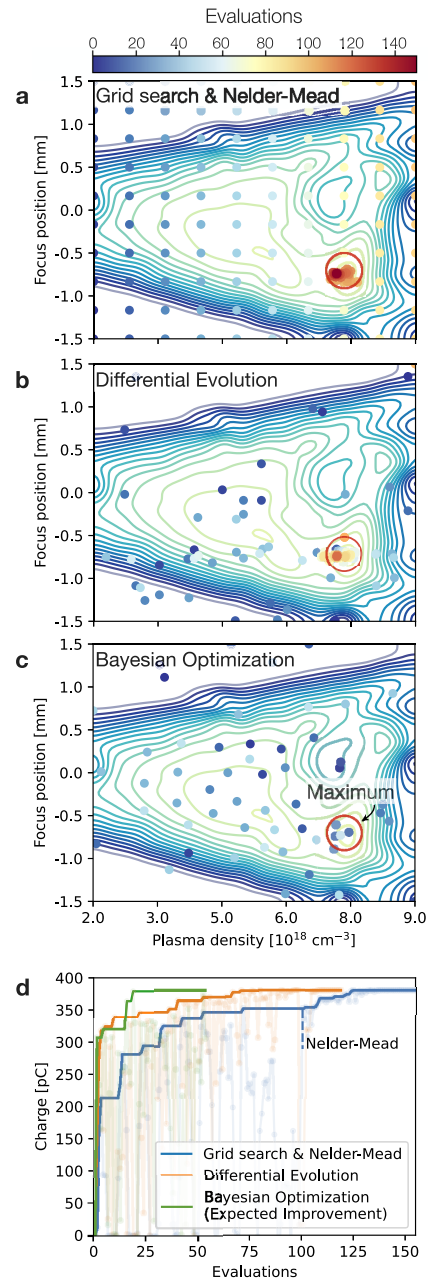 Evaluations
0 20 40 60 80 100 120 140
a
Grid search & Nelder-Mead
1.5
1.0
0.5
0.0
-0.5
-1.0
-1.5
Focus position [mm]
b
Differential Evolution
1.5
1.0
0.5
0.0
-0.5
-1.0
-1.5
Focus position [mm]
c
Bayesian Optimization
1.5
1.0
0.5
0.0
-0.5
-1.0
-1.5
Focus position [mm]
Maximum
2.0 3.0 4.0 5.0 6.0 7.0 8.0 9.0
Plasma density [10¹⁸ cm⁻³]
d
400
350
300
250
200
150
100
50
0
Charge [pC]
Nelder-Mead
Grid search & Nelder-Mead
Differential Evolution
Bayesian Optimization
(Expected Improvement)
0 25 50 75 100 125 150
Evaluations